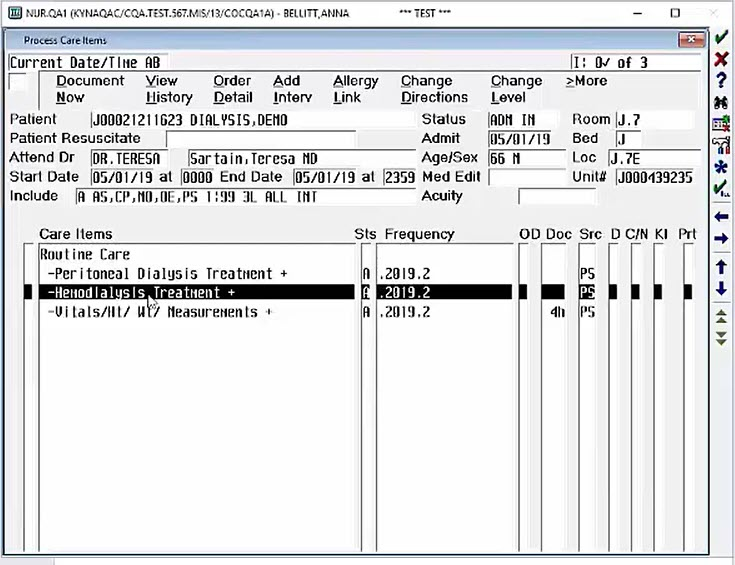 NUR.QA1 (KYNAQAC/CQA.TEST.567.MIS/13/COCQA1A) - BELLITT,ANNA *** TEST ***
Process Care Items
Current Date/Time AB I: 0/ of 3
Document View Order Add Allergy Change Change >More
Now History Detail Interv Link Directions Level
Patient J00021211623 DIALYSIS,DEMO Status ADM IN Room J.7
Patient Resuscitate Admit 05/01/19 Bed J
Attend Dr DR.TERESA Sartain,Teresa MD Age/Sex 66 M Loc J.7E
Start Date 05/01/19 at 0000 End Date 05/01/19 at 2359 Med Edit Unit# J000439235
Include A AS,CP,MO,OE,PS 1:99 3L ALL INT Acuity
Care Items Sts Frequency OD Doc Src D C/N KI Prt
Routine Care
-Peritoneal Dialysis Treatment + A .2019.2 PS
-Hemodialysis Treatment + A .2019.2 PS
-Vitals/Ht/ Wt/ Measurements + A .2019.2 4h PS